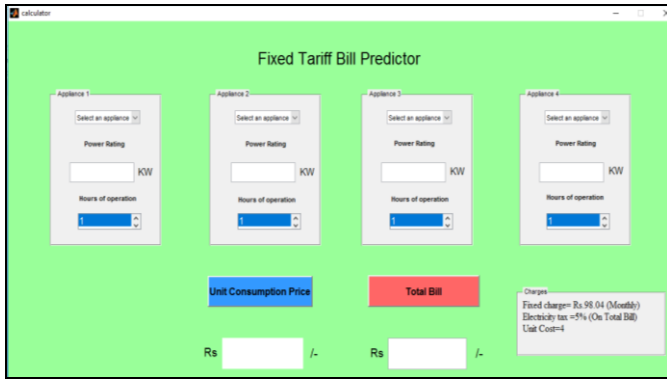 calculator
Fixed Tariff Bill Predictor
Appliance 1
Select an appliance
Power Rating
KW
Hours of operation
1
Appliance 2
Select an appliance
Power Rating
KW
Hours of operation
1
Appliance 3
Select an appliance
Power Rating
KW
Hours of operation
1
Appliance 4
Select an appliance
Power Rating
KW
Hours of operation
1
Unit Consumption Price
Total Bill
Rs /-
Rs /-
Charges
Fixed charge= Rs.98.04 (Monthly)
Electricity tax =5% (On Total Bill)
Unit Cost=4